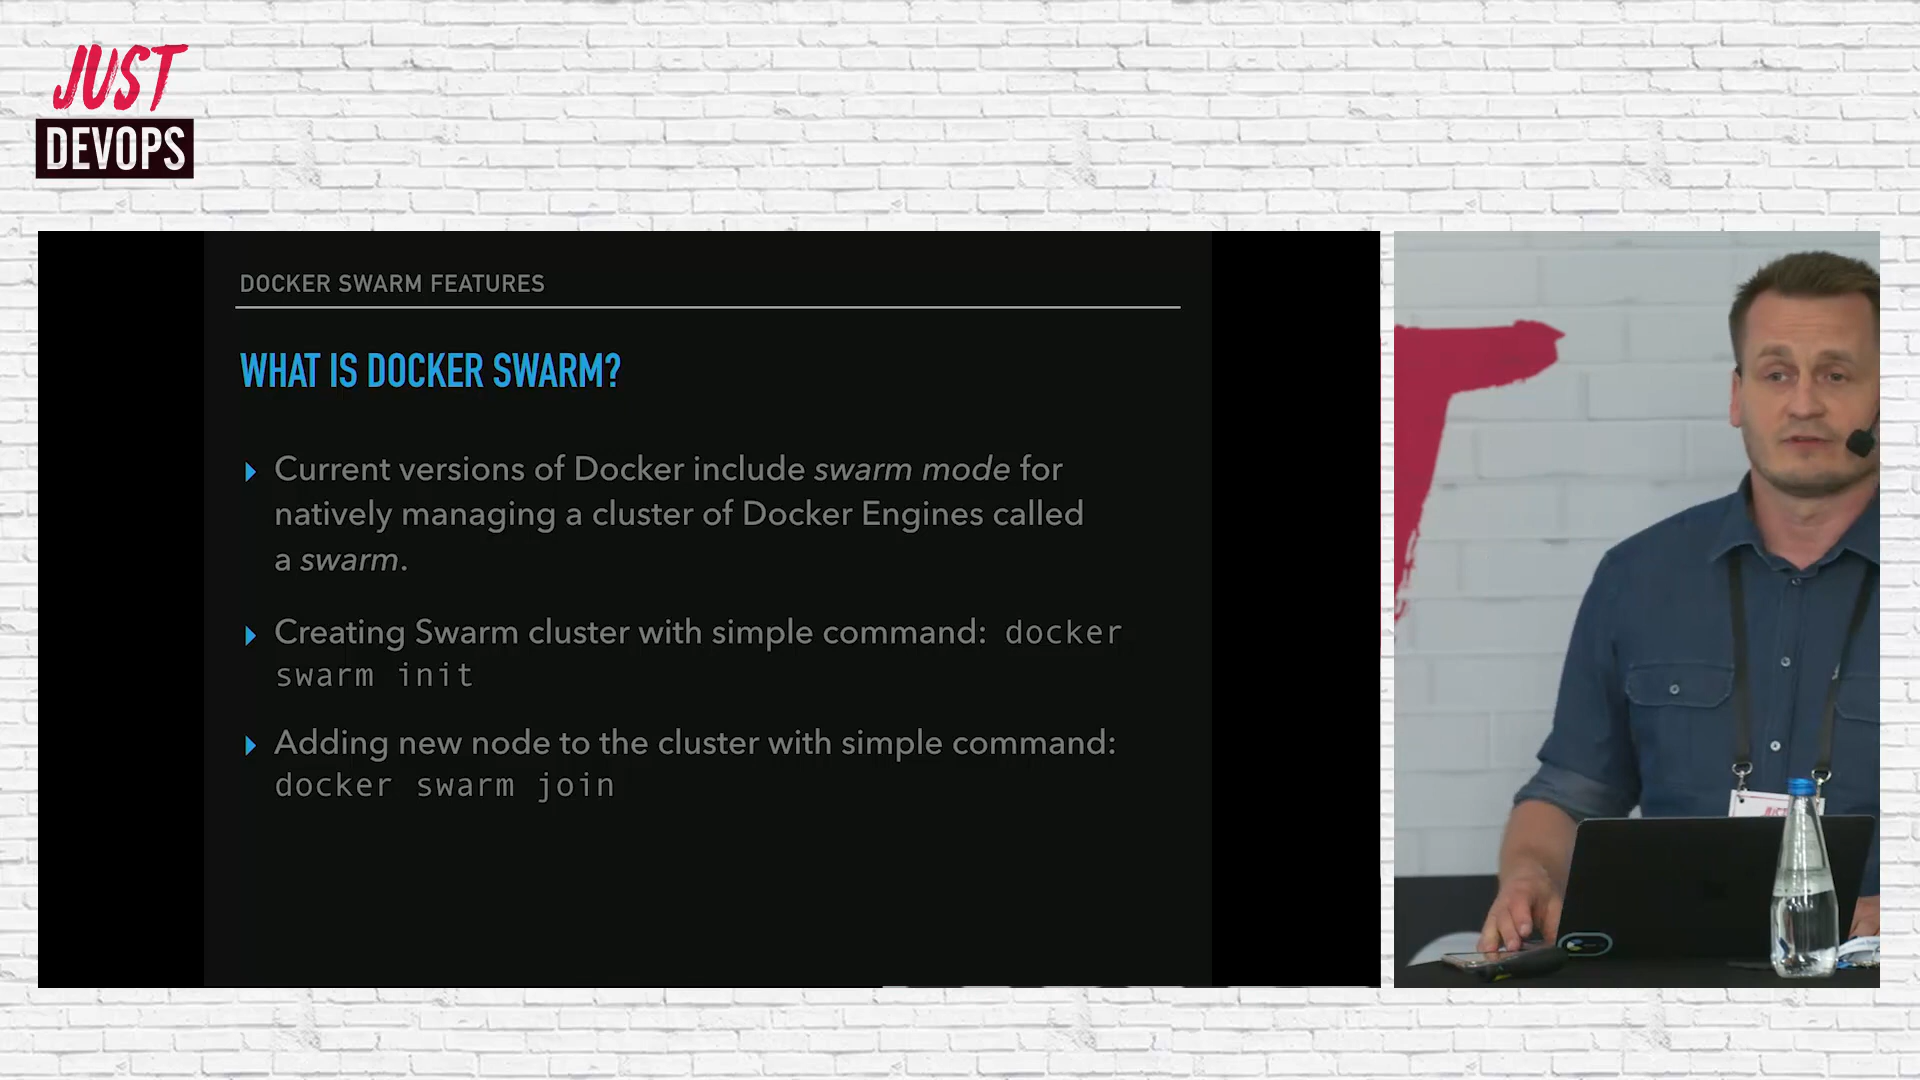 JUST
DEVOPS
DOCKER SWARM FEATURES
WHAT IS DOCKER SWARM?
Current versions of Docker include swarm mode for
natively managing a cluster of Docker Engines called
a swarm.
Creating Swarm cluster with simple command: docker
swarm init
Adding new node to the cluster with simple command:
docker swarm join